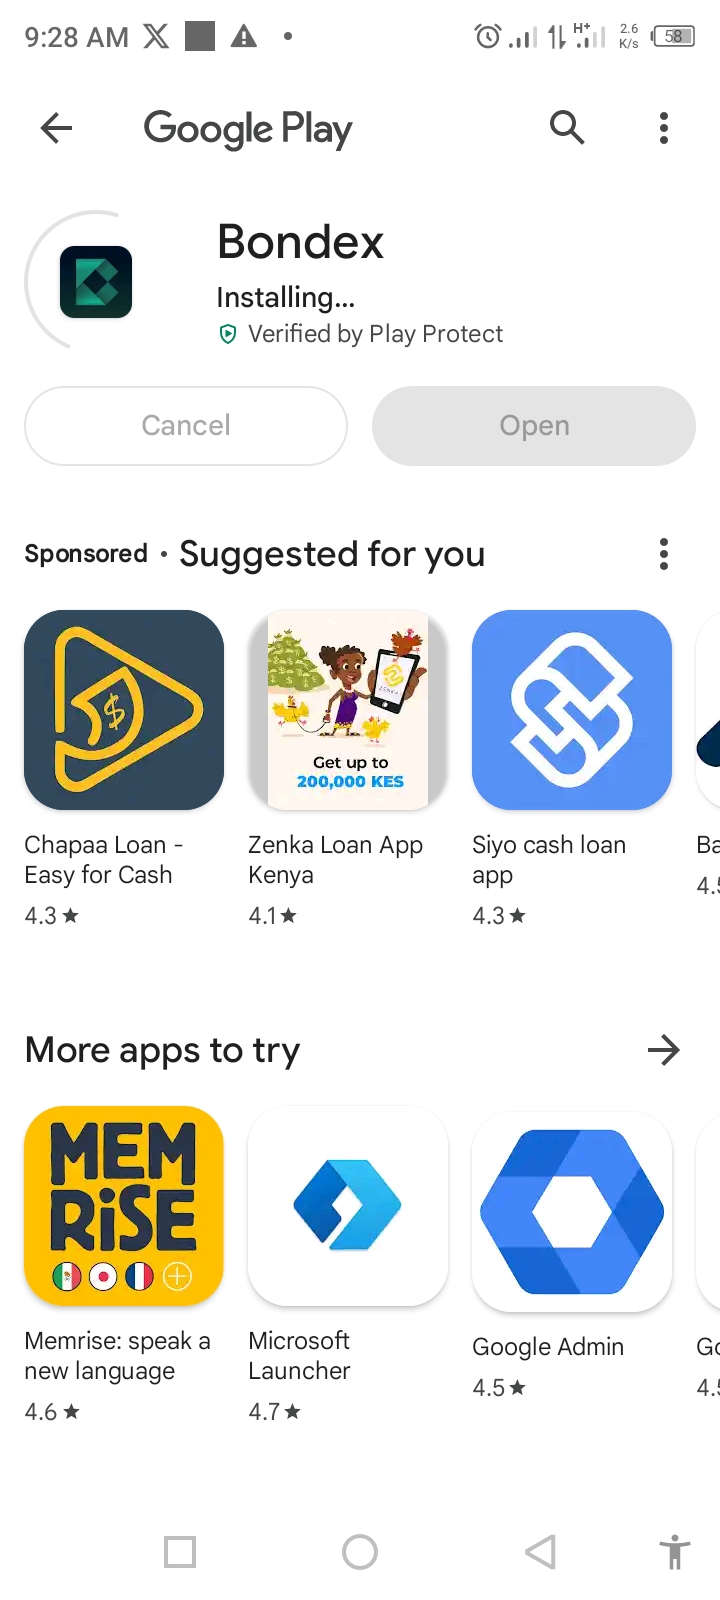 9:28 AM
H+
2.6
K/s
58
Google Play
Bondex
Installing...
Verified by Play Protect
Cancel
Open
Sponsored • Suggested for you
Get up to
200,000 KES
Chapaa Loan -
Easy for Cash
4.3 ★
Zenka Loan App
Kenya
4.1 ★
Siyo cash loan
app
4.3 ★
Ba
4.5
More apps to try
MEM
RiSE
Memrise: speak a
new language
4.6 ★
Microsoft
Launcher
4.7 ★
Google Admin
4.5 ★
Go
4.5